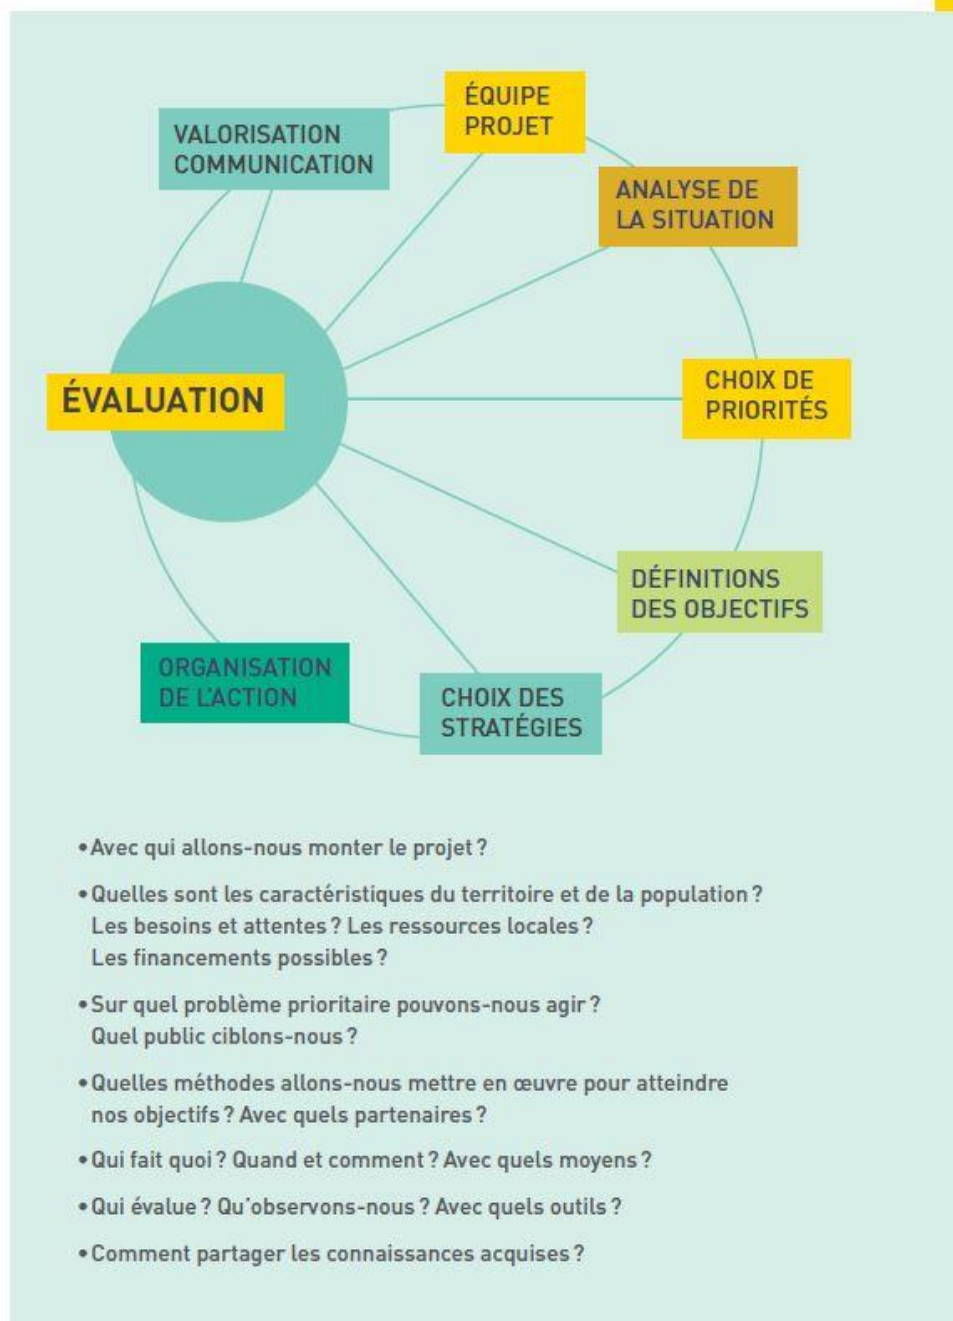 ÉQUIPE
PROJET
VALORISATION
COMMUNICATION
ANALYSE DE
LA SITUATION
ÉVALUATION
CHOIX DE
PRIORITÉS
DÉFINITIONS
DES OBJECTIFS
ORGANISATION
DE L'ACTION
CHOIX DES
STRATÉGIES
•Avec qui allons-nous monter le projet ?
•Quelles sont les caractéristiques du territoire et de la population ?
Les besoins et attentes ? Les ressources locales ?
Les financements possibles ?
•Sur quel problème prioritaire pouvons-nous agir ?
Quel public ciblons-nous ?
•Quelles méthodes allons-nous mettre en œuvre pour atteindre
nos objectifs ? Avec quels partenaires ?
•Qui fait quoi ? Quand et comment ? Avec quels moyens ?
•Qui évalue ? Qu'observons-nous ? Avec quels outils ?
•Comment partager les connaissances acquises ?